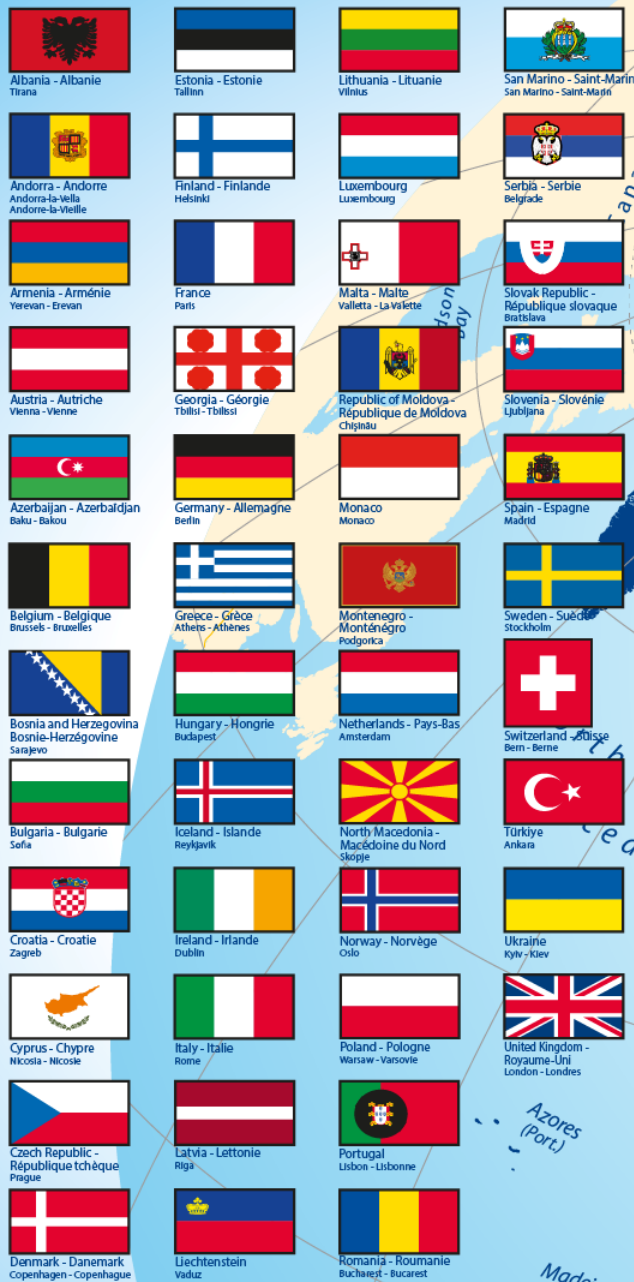 Albania - Albanie
Tirana
Andorra - Andorre
Andorra-la-Vella
Andorre-la-Vieille
Armenia - Arménie
Yerevan - Erevan
Austria - Autriche
Vienna - Vienne
Azerbaijan - Azerbaïdjan
Baku - Bakou
Belgium - Belgique
Brussels - Bruxelles
Bosnia and Herzegovina
Bosnie-Herzégovine
Sarajevo
Bulgaria - Bulgarie
Sofia
Croatia - Croatie
Zagreb
Cyprus - Chypre
Nicosia - Nicosie
Czech Republic -
République tchèque
Prague
Denmark - Danemark
Copenhagen - Copenhague
Estonia - Estonie
Tallinn
Finland - Finlande
Helsinki
France
Paris
Georgia - Géorgie
Tbilisi - Tbilissi
Germany - Allemagne
Berlin
Greece - Grèce
Athens - Athènes
Hungary - Hongrie
Budapest
Iceland - Islande
Reykjavik
Ireland - Irlande
Dublin
Italy - Italie
Rome
Latvia - Lettonie
Riga
Liechtenstein
Vaduz
Lithuania - Lituanie
Vilnius
Luxembourg
Luxembourg
Malta - Malte
Valletta - La Valette
Republic of Moldova -
République de Moldova
Chişinău
Monaco
Monaco
Montenegro -
Monténégro
Podgorica
Netherlands - Pays-Bas
Amsterdam
North Macedonia -
Macédoine du Nord
Skopje
Norway - Norvège
Oslo
Poland - Pologne
Warsaw - Varsovie
Portugal
Lisbon - Lisbonne
Romania - Roumanie
Bucharest - Bucarest
San Marino - Saint-Marin
San Marino - Saint-Marin
Serbia - Serbie
Belgrade
Slovak Republic -
République slovaque
Bratislava
Slovenia - Slovénie
Ljubljana
Spain - Espagne
Madrid
Sweden - Suède
Stockholm
Switzerland - Suisse
Bern - Berne
Türkiye
Ankara
Ukraine
Kyiv - Kiev
United Kingdom -
Royaume-Uni
London - Londres
Bay
Azores
(Port.)